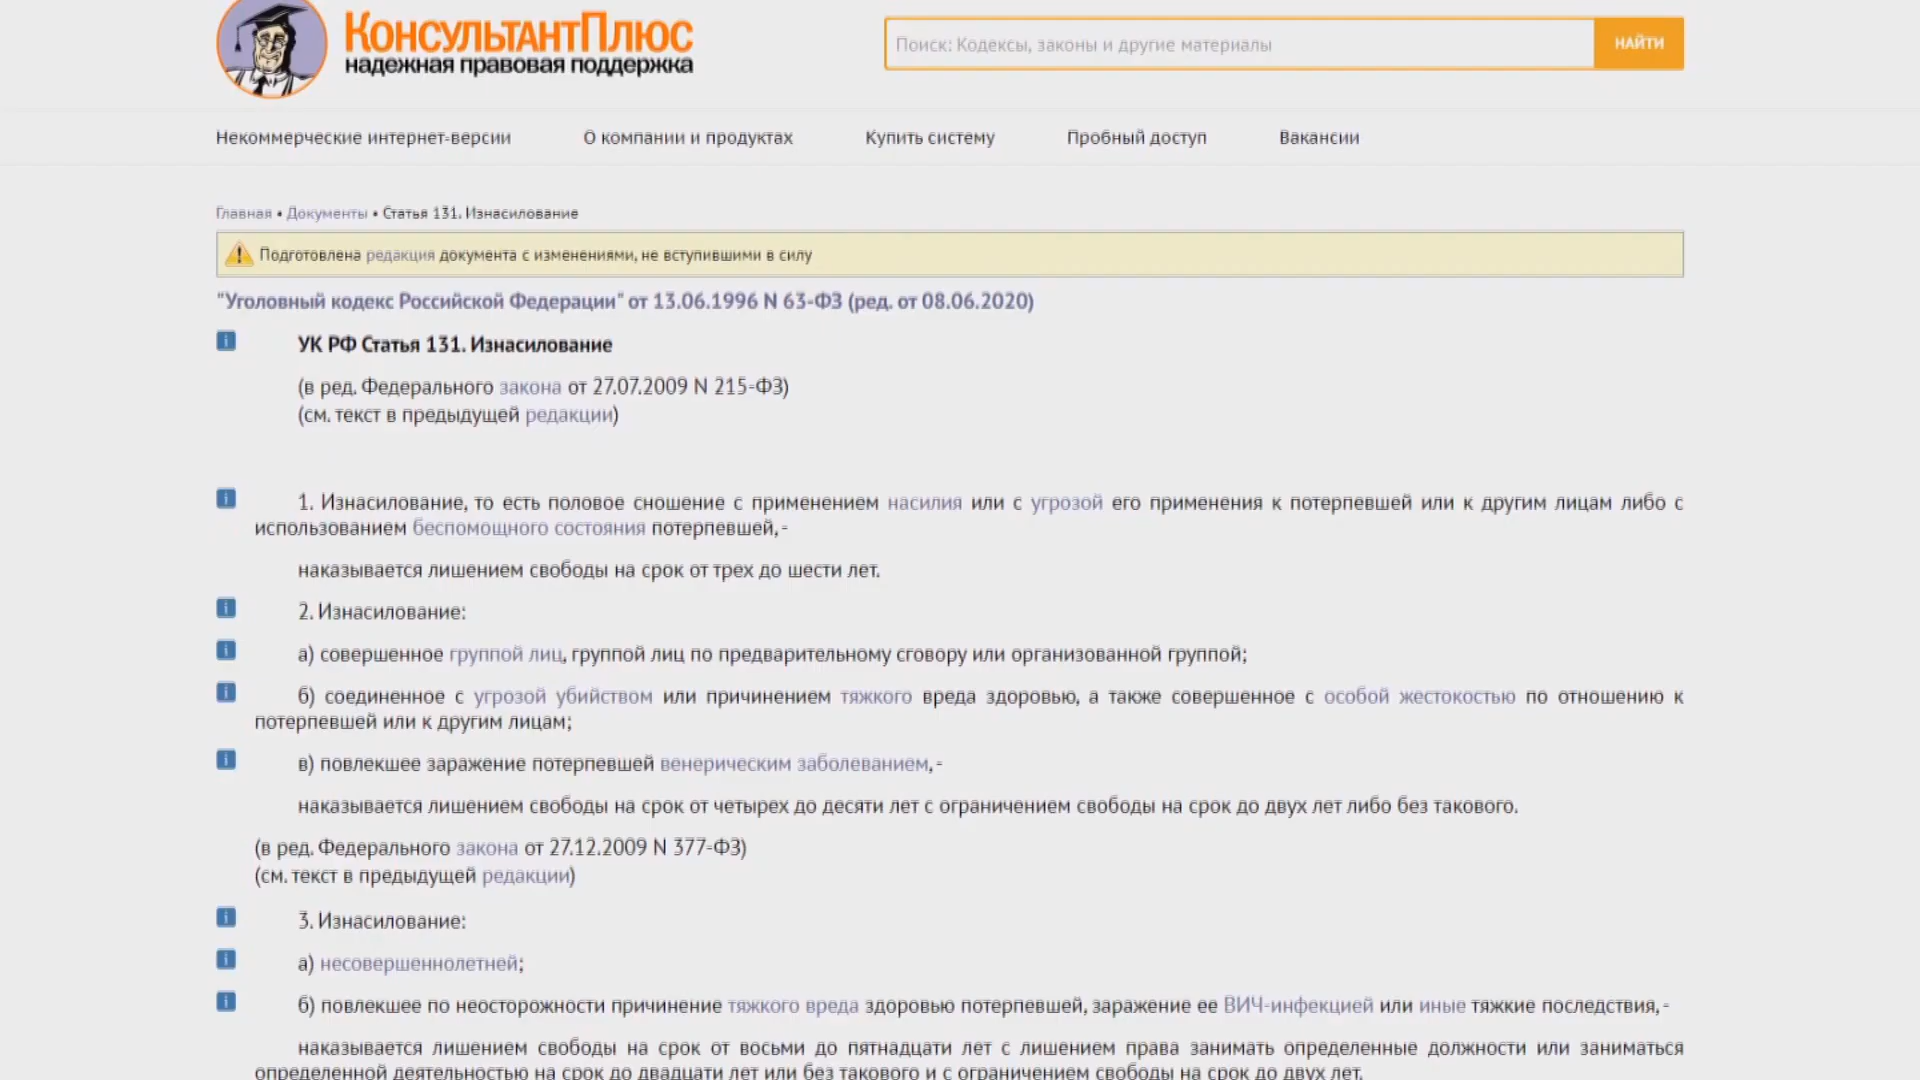 КонсультантПлюс
надежная правовая поддержка
Поиск: Кодексы, законы и другие материалы
НАЙТИ
Некоммерческие интернет-версии О компании и продуктах Купить систему Пробный доступ Вакансии
Главная • Документы • Статья 131. Изнасилование
Подготовлена редакция документа с изменениями, не вступившими в силу
"Уголовный кодекс Российской Федерации" от 13.06.1996 N 63-ФЗ (ред. от 08.06.2020)
УК РФ Статья 131. Изнасилование
(в ред. Федерального закона от 27.07.2009 N 215-ФЗ)
(см. текст в предыдущей редакции)
1. Изнасилование, то есть половое сношение с применением насилия или с угрозой его применения к потерпевшей или к другим лицам либо с
использованием беспомощного состояния потерпевшей, -
наказывается лишением свободы на срок от трех до шести лет.
2. Изнасилование:
а) совершенное группой лиц, группой лиц по предварительному сговору или организованной группой;
б) соединенное с угрозой убийством или причинением тяжкого вреда здоровью, а также совершенное с особой жестокостью по отношению к
потерпевшей или к другим лицам;
в) повлекшее заражение потерпевшей венерическим заболеванием, -
наказывается лишением свободы на срок от четырех до десяти лет с ограничением свободы на срок до двух лет либо без такового.
(в ред. Федерального закона от 27.12.2009 N 377-ФЗ)
(см. текст в предыдущей редакции)
3. Изнасилование:
а) несовершеннолетней;
б) повлекшее по неосторожности причинение тяжкого вреда здоровью потерпевшей, заражение ее ВИЧ-инфекцией или иные тяжкие последствия, -
наказывается лишением свободы на срок от восьми до пятнадцати лет с лишением права занимать определенные должности или заниматься
определенной деятельностью на срок до двадцати лет или без такового и с ограничением свободы на срок до двух лет.